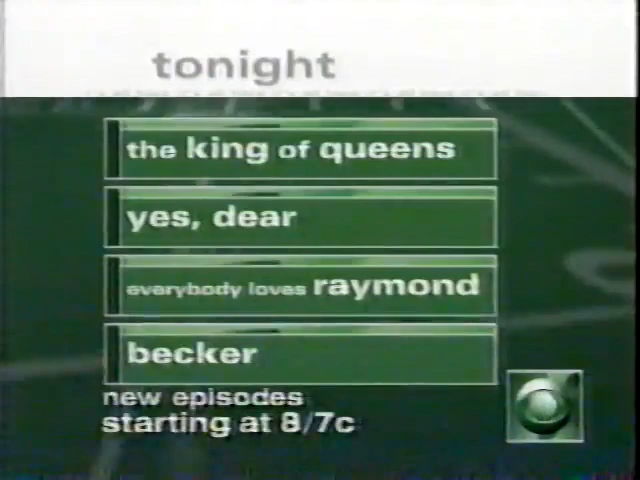 tonight
the king of queens
yes, dear
everybody loves raymond
becker
new episodes
starting at 8/7c